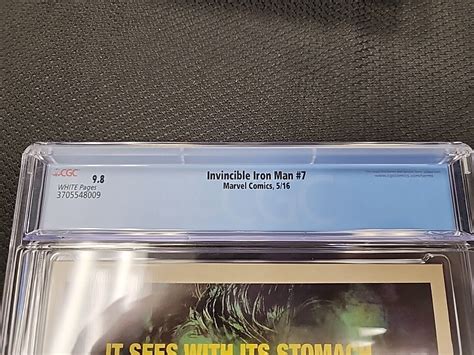 CGC
9.8
WHITE Pages
3705548009
Invincible Iron Man #7
Marvel Comics, 5/16
IT SEES WITH ITS STOMACH